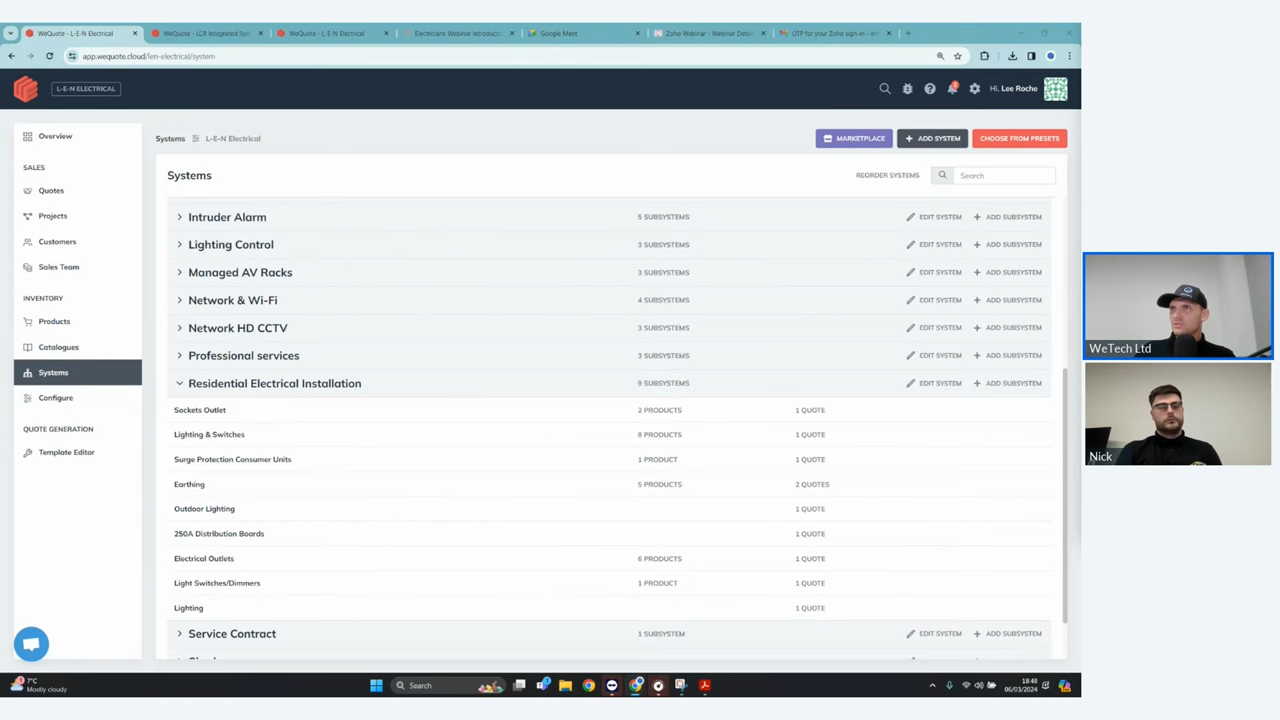 WeQuote - L-E-N Electrical
WeQuote - LCR Integrated Sys
WeQuote - L-E-N Electrical
Electricians Webinar Introductio
Google Meet
Zoho Webinar - Webinar Detai
OTP for your Zoho sign-in - 
app.wequote.cloud/len-electrical/system
L-E-N ELECTRICAL
2
Hi, Lee Roche
Overview
SALES
Quotes
Projects
Customers
Sales Team
INVENTORY
Products
Catalogues
Systems
Configure
QUOTE GENERATION
Template Editor
Systems L-E-N Electrical
MARKETPLACE
+ ADD SYSTEM
CHOOSE FROM PRESETS
Systems
REORDER SYSTEMS
Search
Intruder Alarm 5 SUBSYSTEMS EDIT SYSTEM + ADD SUBSYSTEM
Lighting Control 3 SUBSYSTEMS EDIT SYSTEM + ADD SUBSYSTEM
Managed AV Racks 3 SUBSYSTEMS EDIT SYSTEM + ADD SUBSYSTEM
Network & Wi-Fi 4 SUBSYSTEMS EDIT SYSTEM + ADD SUBSYSTEM
Network HD CCTV 3 SUBSYSTEMS EDIT SYSTEM + ADD SUBSYSTEM
Professional services 3 SUBSYSTEMS EDIT SYSTEM + ADD SUBSYSTEM
Residential Electrical Installation 9 SUBSYSTEMS EDIT SYSTEM + ADD SUBSYSTEM
Sockets Outlet 2 PRODUCTS 1 QUOTE
Lighting & Switches 8 PRODUCTS 1 QUOTE
Surge Protection Consumer Units 1 PRODUCT 1 QUOTE
Earthing 5 PRODUCTS 2 QUOTES
Outdoor Lighting 1 QUOTE
250A Distribution Boards 1 QUOTE
Electrical Outlets 6 PRODUCTS 1 QUOTE
Light Switches/Dimmers 1 PRODUCT 1 QUOTE
Lighting 1 QUOTE
Service Contract 1 SUBSYSTEM EDIT SYSTEM + ADD SUBSYSTEM
WeTech Ltd
Nick
7°C
Mostly cloudy
Search
18:48
06/03/2024